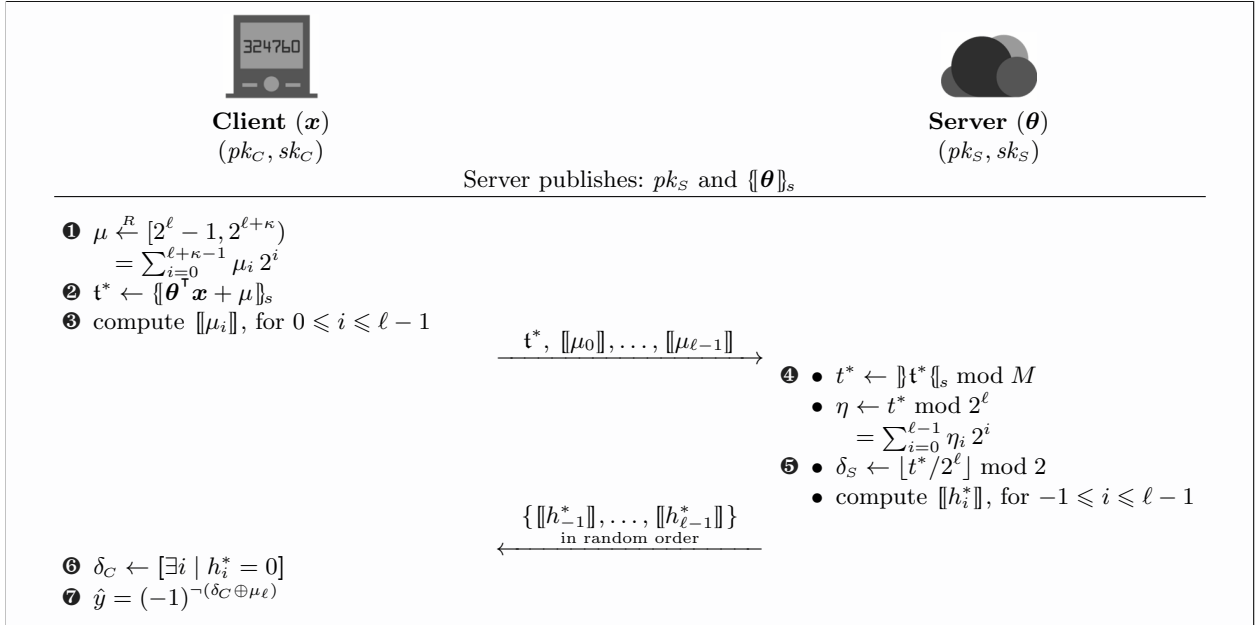 324760
Client (𝒙)
Server (𝜽)
(pk_C, sk_C)
(pk_S, sk_S)
Server publishes: pk_S and {⟦𝜽⟧}_s
❶ μ ←^R [2^ℓ − 1, 2^{ℓ+κ})
= ∑_{i=0}^{ℓ+κ−1} μ_i 2^i
❷ 𝔱* ← {⟦𝜽^⊤𝒙 + μ⟧}_s
❸ compute ⟦μ_i⟧, for 0 ⩽ i ⩽ ℓ − 1
𝔱*, ⟦μ_0⟧, . . . , ⟦μ_{ℓ−1}⟧
❹ • t* ← ⟧}𝔱*{⟦_s mod M
• η ← t* mod 2^ℓ
= ∑_{i=0}^{ℓ−1} η_i 2^i
❺ • δ_S ← ⌊t*/2^ℓ⌋ mod 2
• compute ⟦h*_i⟧, for −1 ⩽ i ⩽ ℓ − 1
{⟦h*_{−1}⟧, . . . , ⟦h*_{ℓ−1}⟧}
in random order
❻ δ_C ← [∃i | h*_i = 0]
❼ ŷ = (−1)^{¬(δ_C⊕μ_ℓ)}